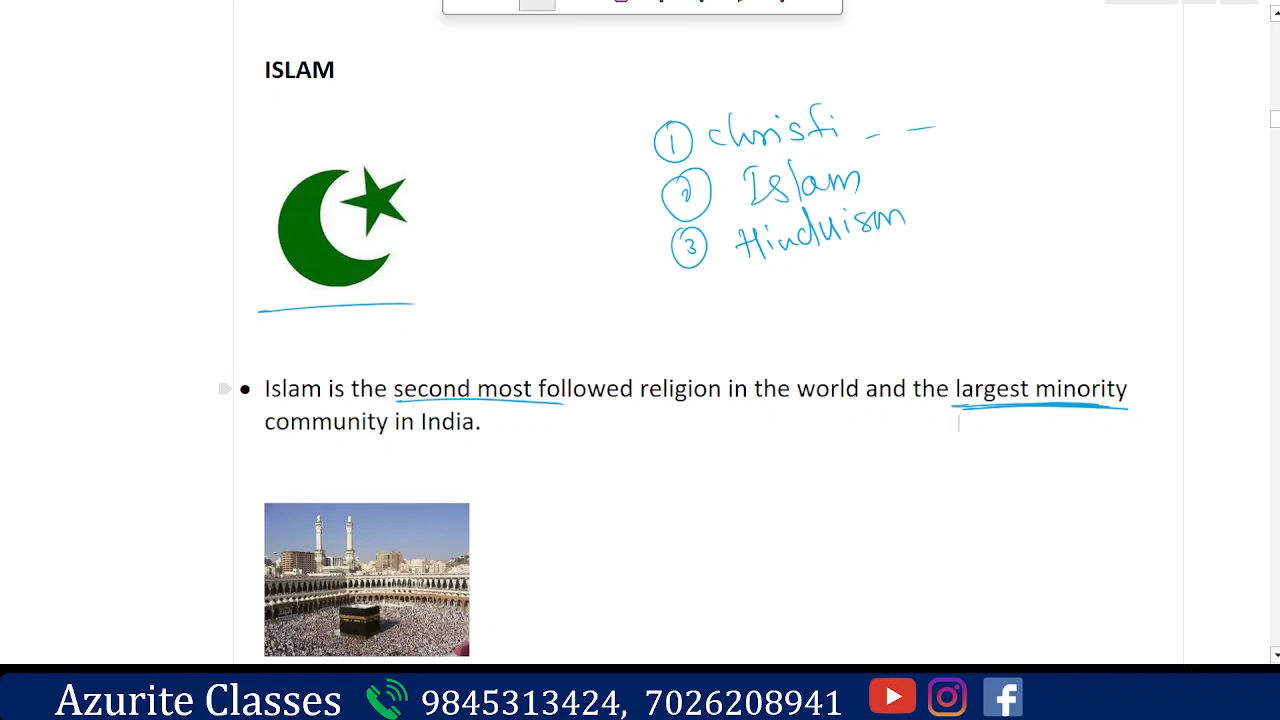 ISLAM
① christi - -
② Islam
③ Hinduism
• Islam is the second most followed religion in the world and the largest minority
community in India.
Azurite Classes 9845313424, 7026208941